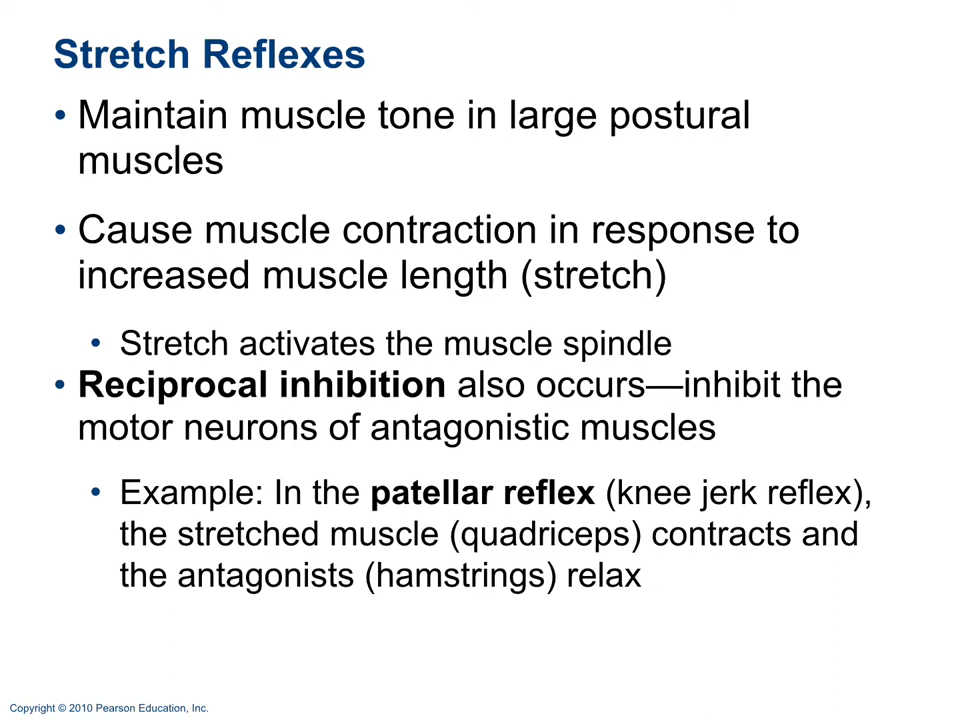 Stretch Reflexes
• Maintain muscle tone in large postural
muscles
• Cause muscle contraction in response to
increased muscle length (stretch)
• Stretch activates the muscle spindle
• Reciprocal inhibition also occurs—inhibit the
motor neurons of antagonistic muscles
• Example: In the patellar reflex (knee jerk reflex),
the stretched muscle (quadriceps) contracts and
the antagonists (hamstrings) relax
Copyright © 2010 Pearson Education, Inc.